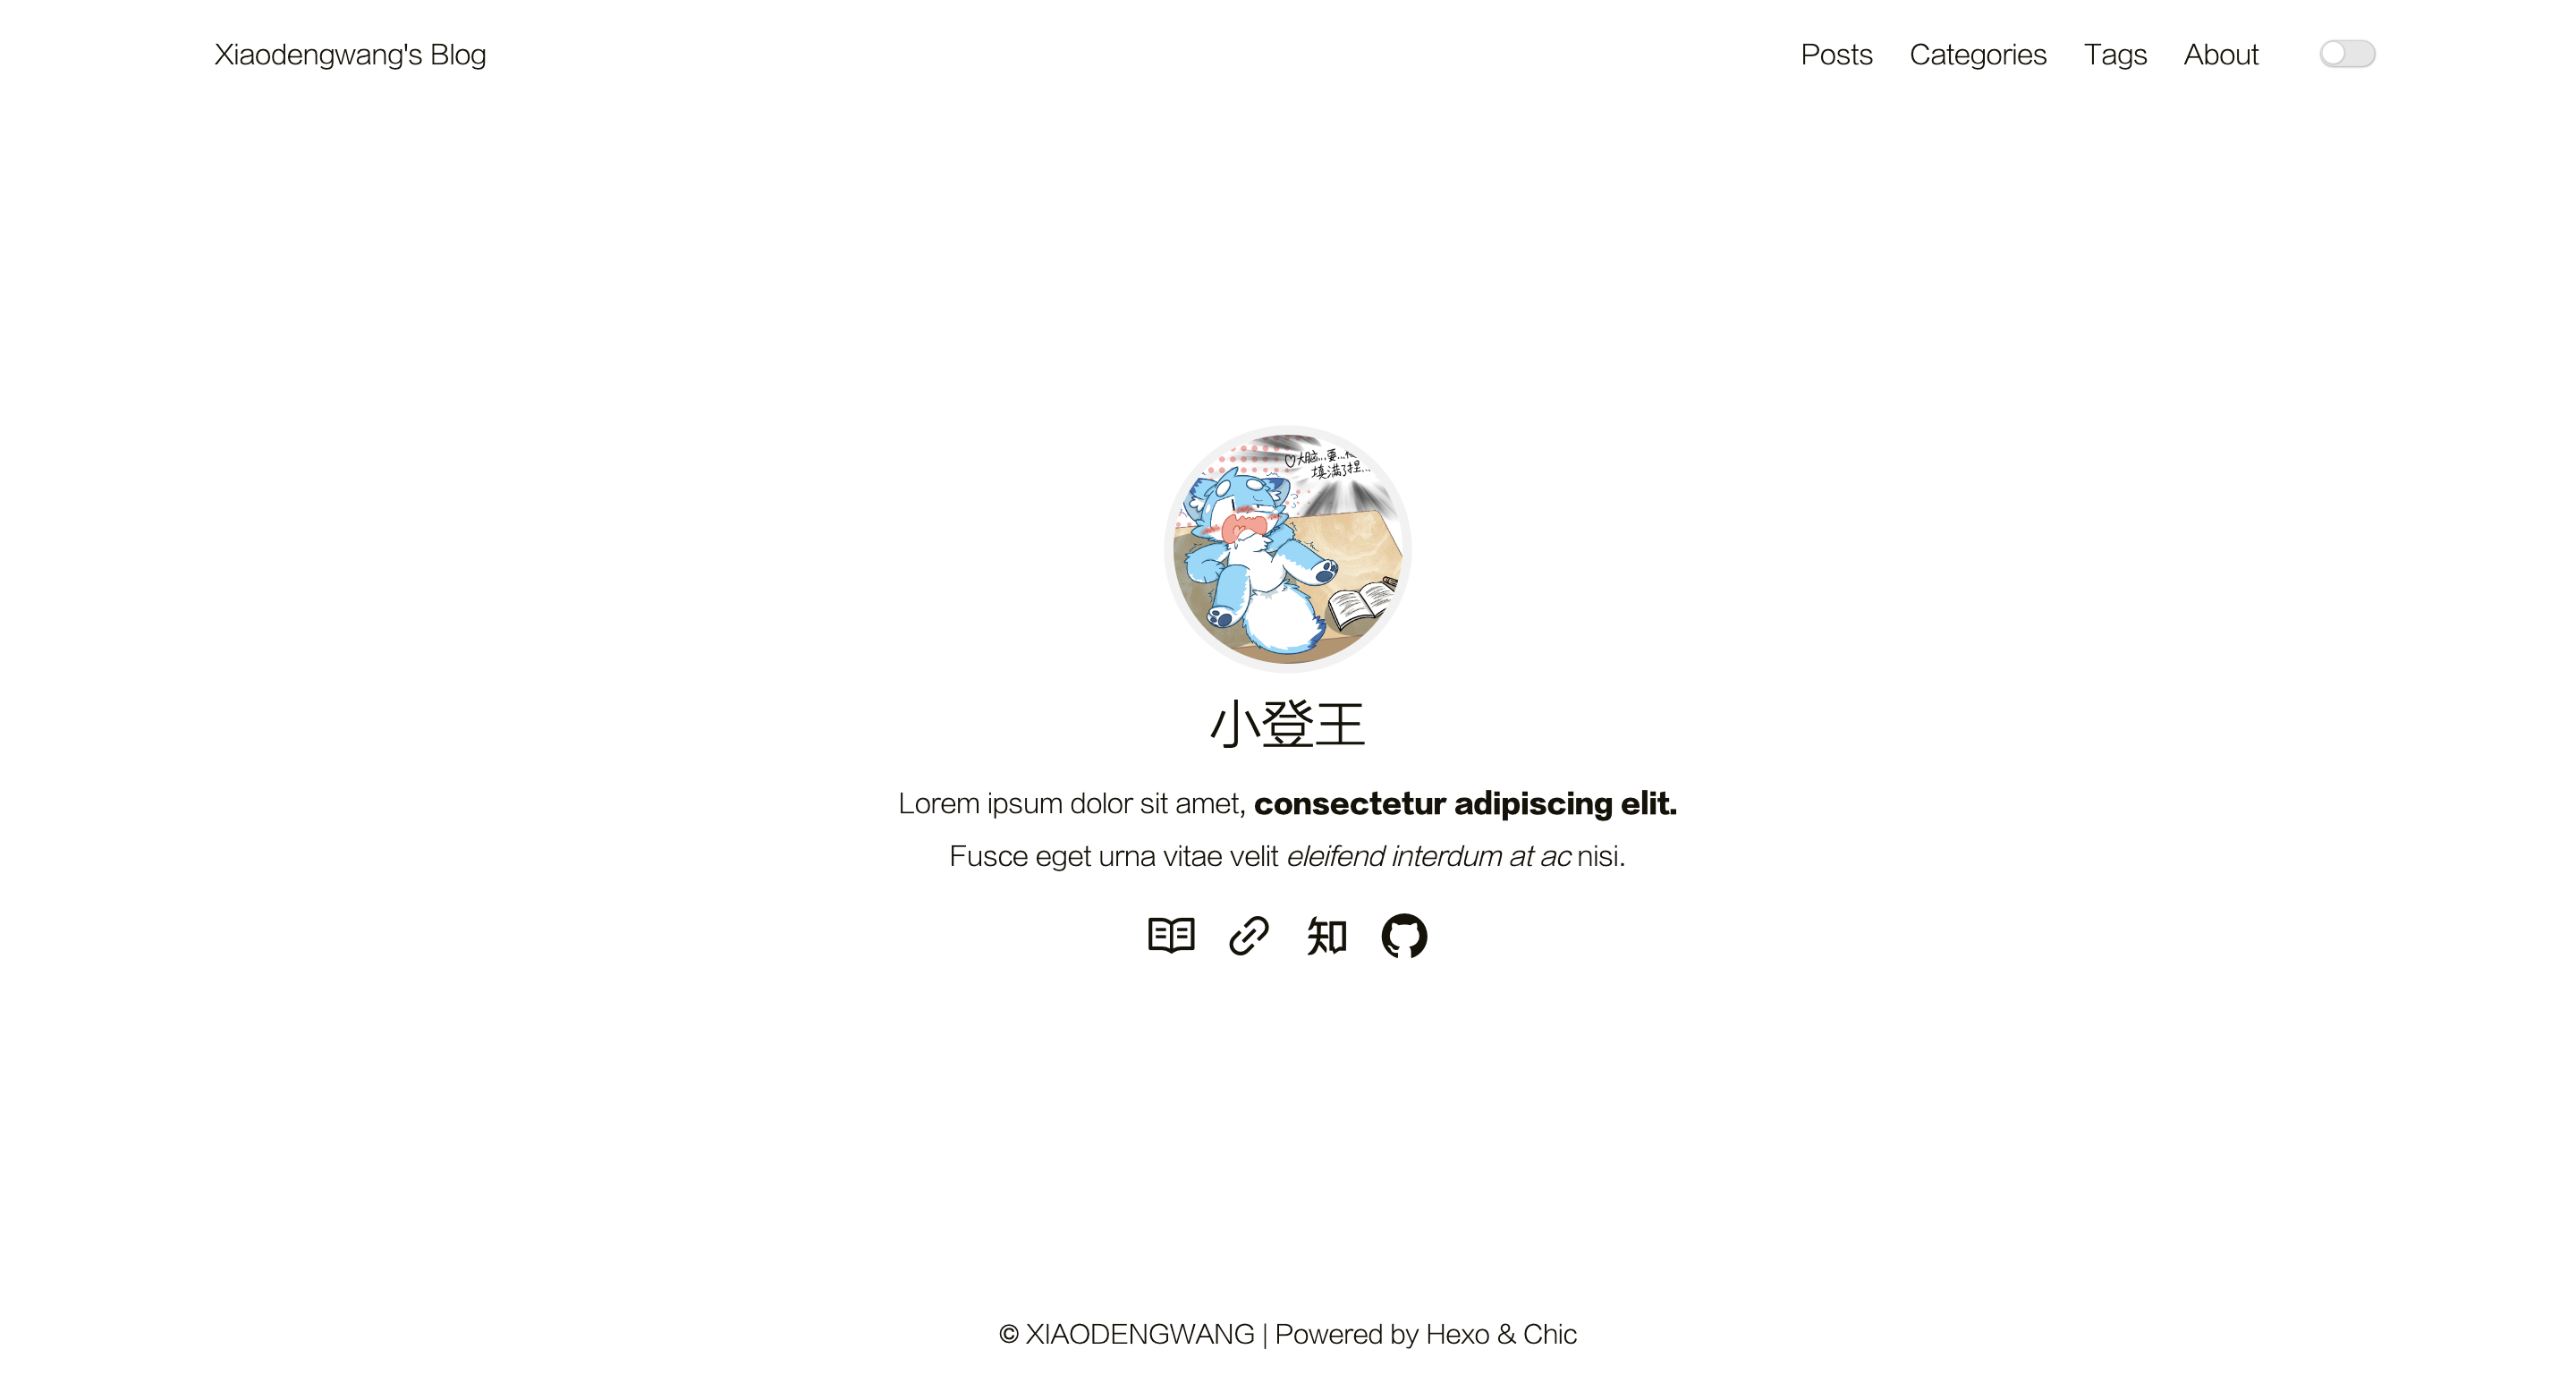 Xiaodengwang's Blog
Posts Categories Tags About
大脑...要...
填满了捏...
小登王
Lorem ipsum dolor sit amet, consectetur adipiscing elit.
Fusce eget urna vitae velit eleifend interdum at ac nisi.
知
© XIAODENGWANG | Powered by Hexo & Chic